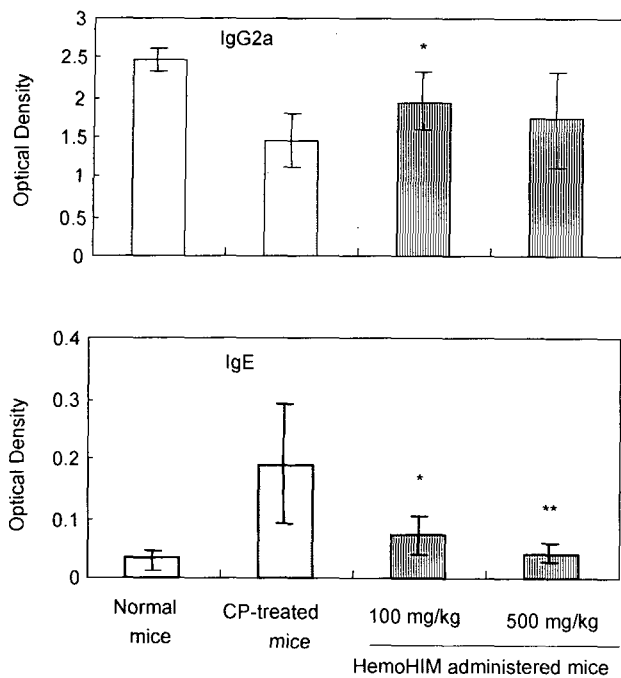 IgG2a
*
3
2.5
2
1.5
1
0.5
0
Optical Density
IgE
*
**
0.4
0.3
0.2
0.1
0
Optical Density
Normal mice
CP-treated mice
100 mg/kg
500 mg/kg
HemoHIM administered mice